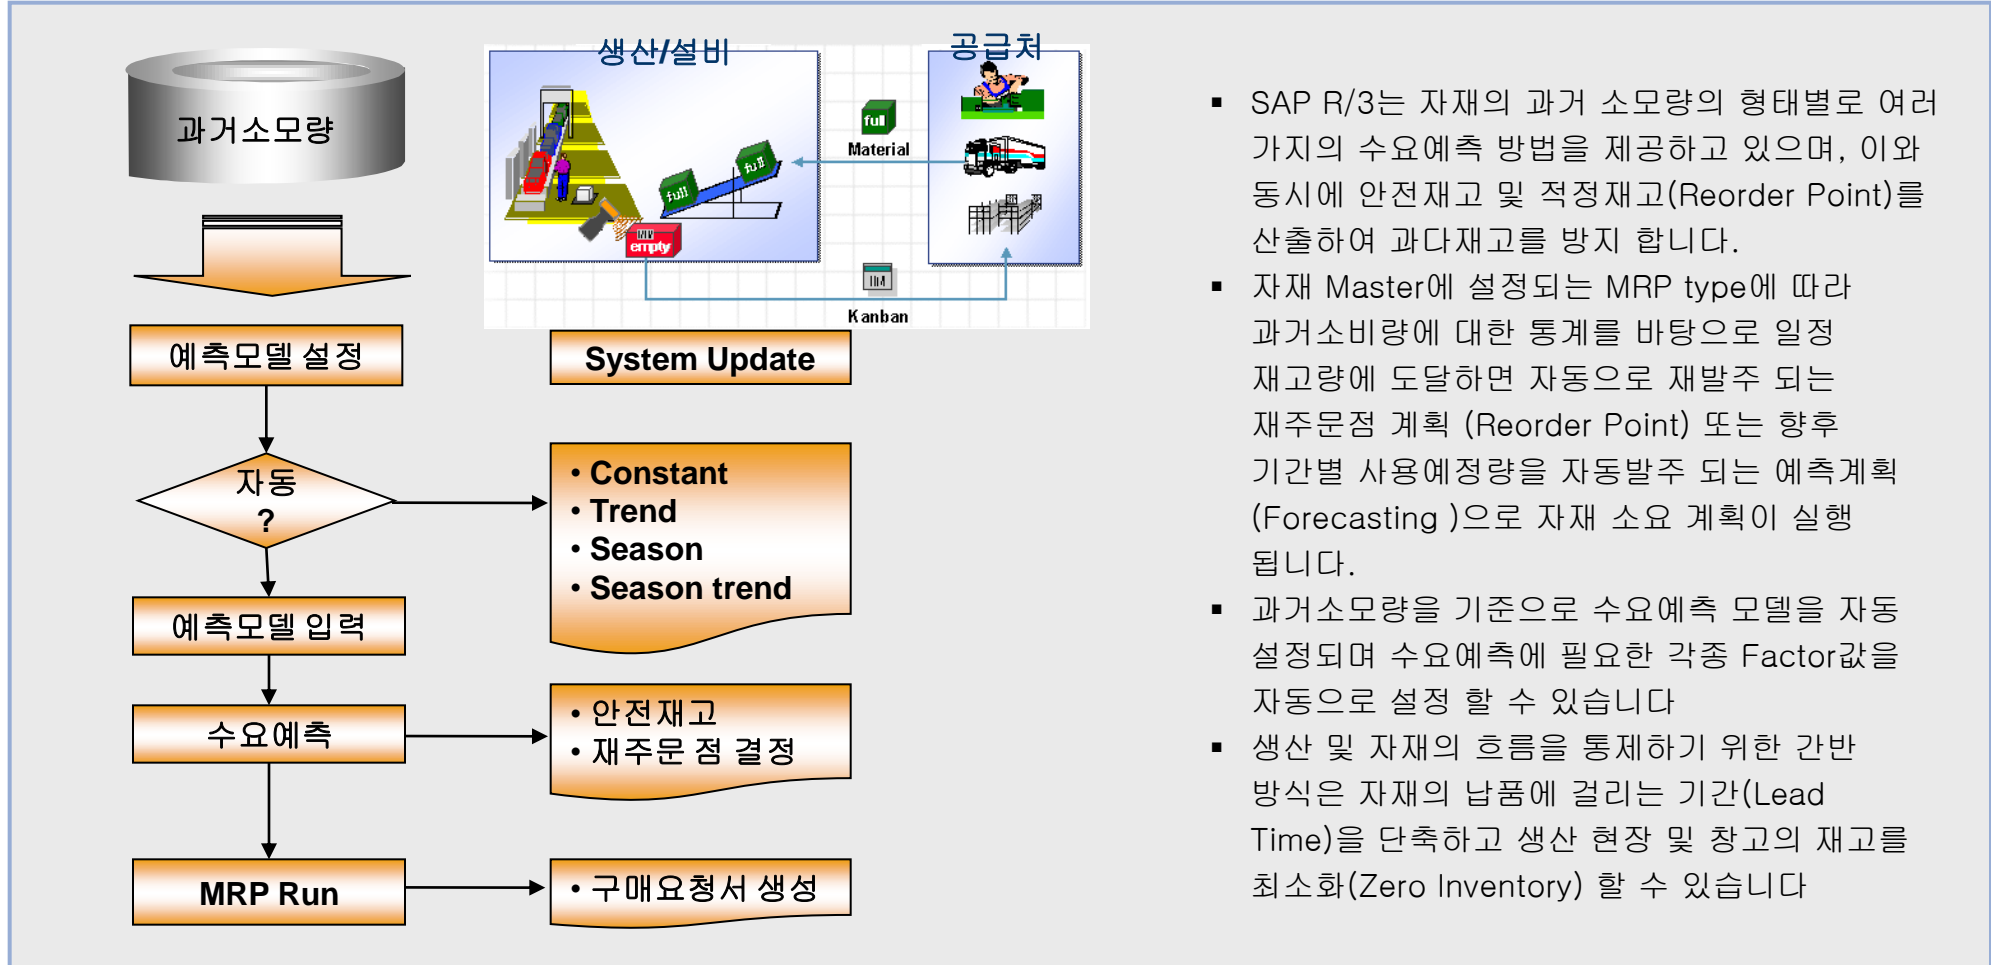 과거소모량
예측모델 설정
자동
?
예측모델 입력
수요예측
MRP Run
생산/설비
공급처
full
Material
full
full
empty
Kanban
System Update
• Constant
• Trend
• Season
• Season trend
• 안전재고
• 재주문 점 결정
• 구매요청서 생성
▪ SAP R/3는 자재의 과거 소모량의 형태별로 여러
가지의 수요예측 방법을 제공하고 있으며, 이와
동시에 안전재고 및 적정재고(Reorder Point)를
산출하여 과다재고를 방지 합니다.
▪ 자재 Master에 설정되는 MRP type에 따라
과거소비량에 대한 통계를 바탕으로 일정
재고량에 도달하면 자동으로 재발주 되는
재주문점 계획 (Reorder Point) 또는 향후
기간별 사용예정량을 자동발주 되는 예측계획
(Forecasting )으로 자재 소요 계획이 실행
됩니다.
▪ 과거소모량을 기준으로 수요예측 모델을 자동
설정되며 수요예측에 필요한 각종 Factor값을
자동으로 설정 할 수 있습니다
▪ 생산 및 자재의 흐름을 통제하기 위한 간반
방식은 자재의 납품에 걸리는 기간(Lead
Time)을 단축하고 생산 현장 및 창고의 재고를
최소화(Zero Inventory) 할 수 있습니다